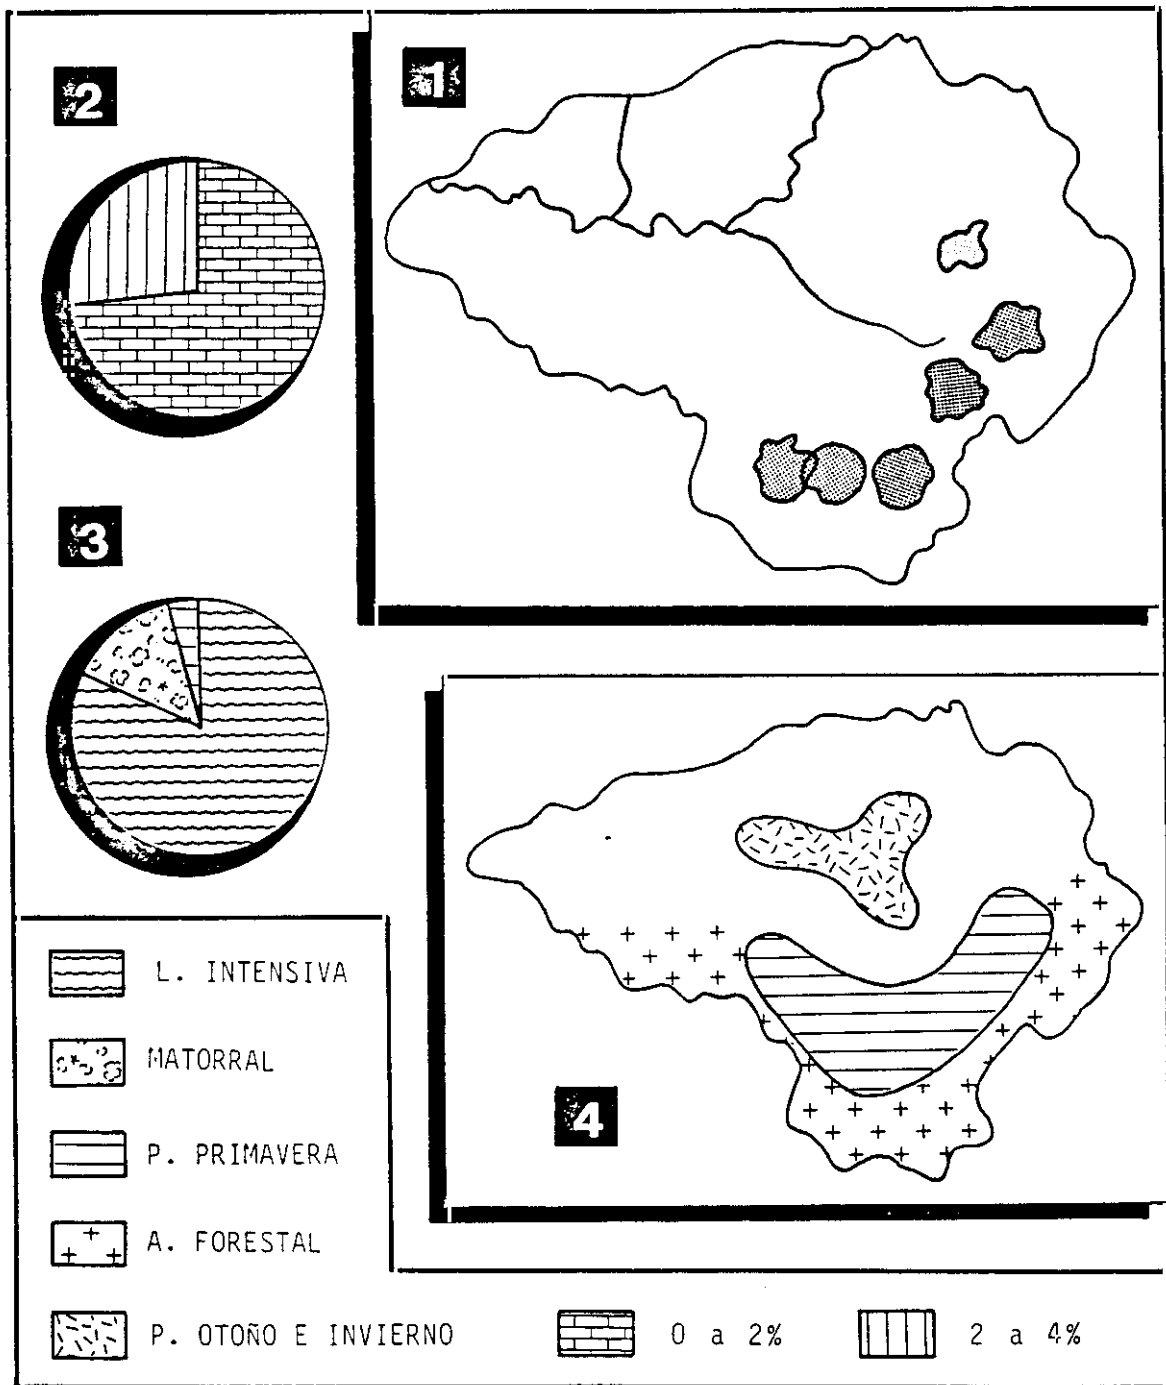 2
1
3
4
L. INTENSIVA
MATORRAL
P. PRIMAVERA
A. FORESTAL
P. OTOÑO E INVIERNO
0 a 2%
2 a 4%